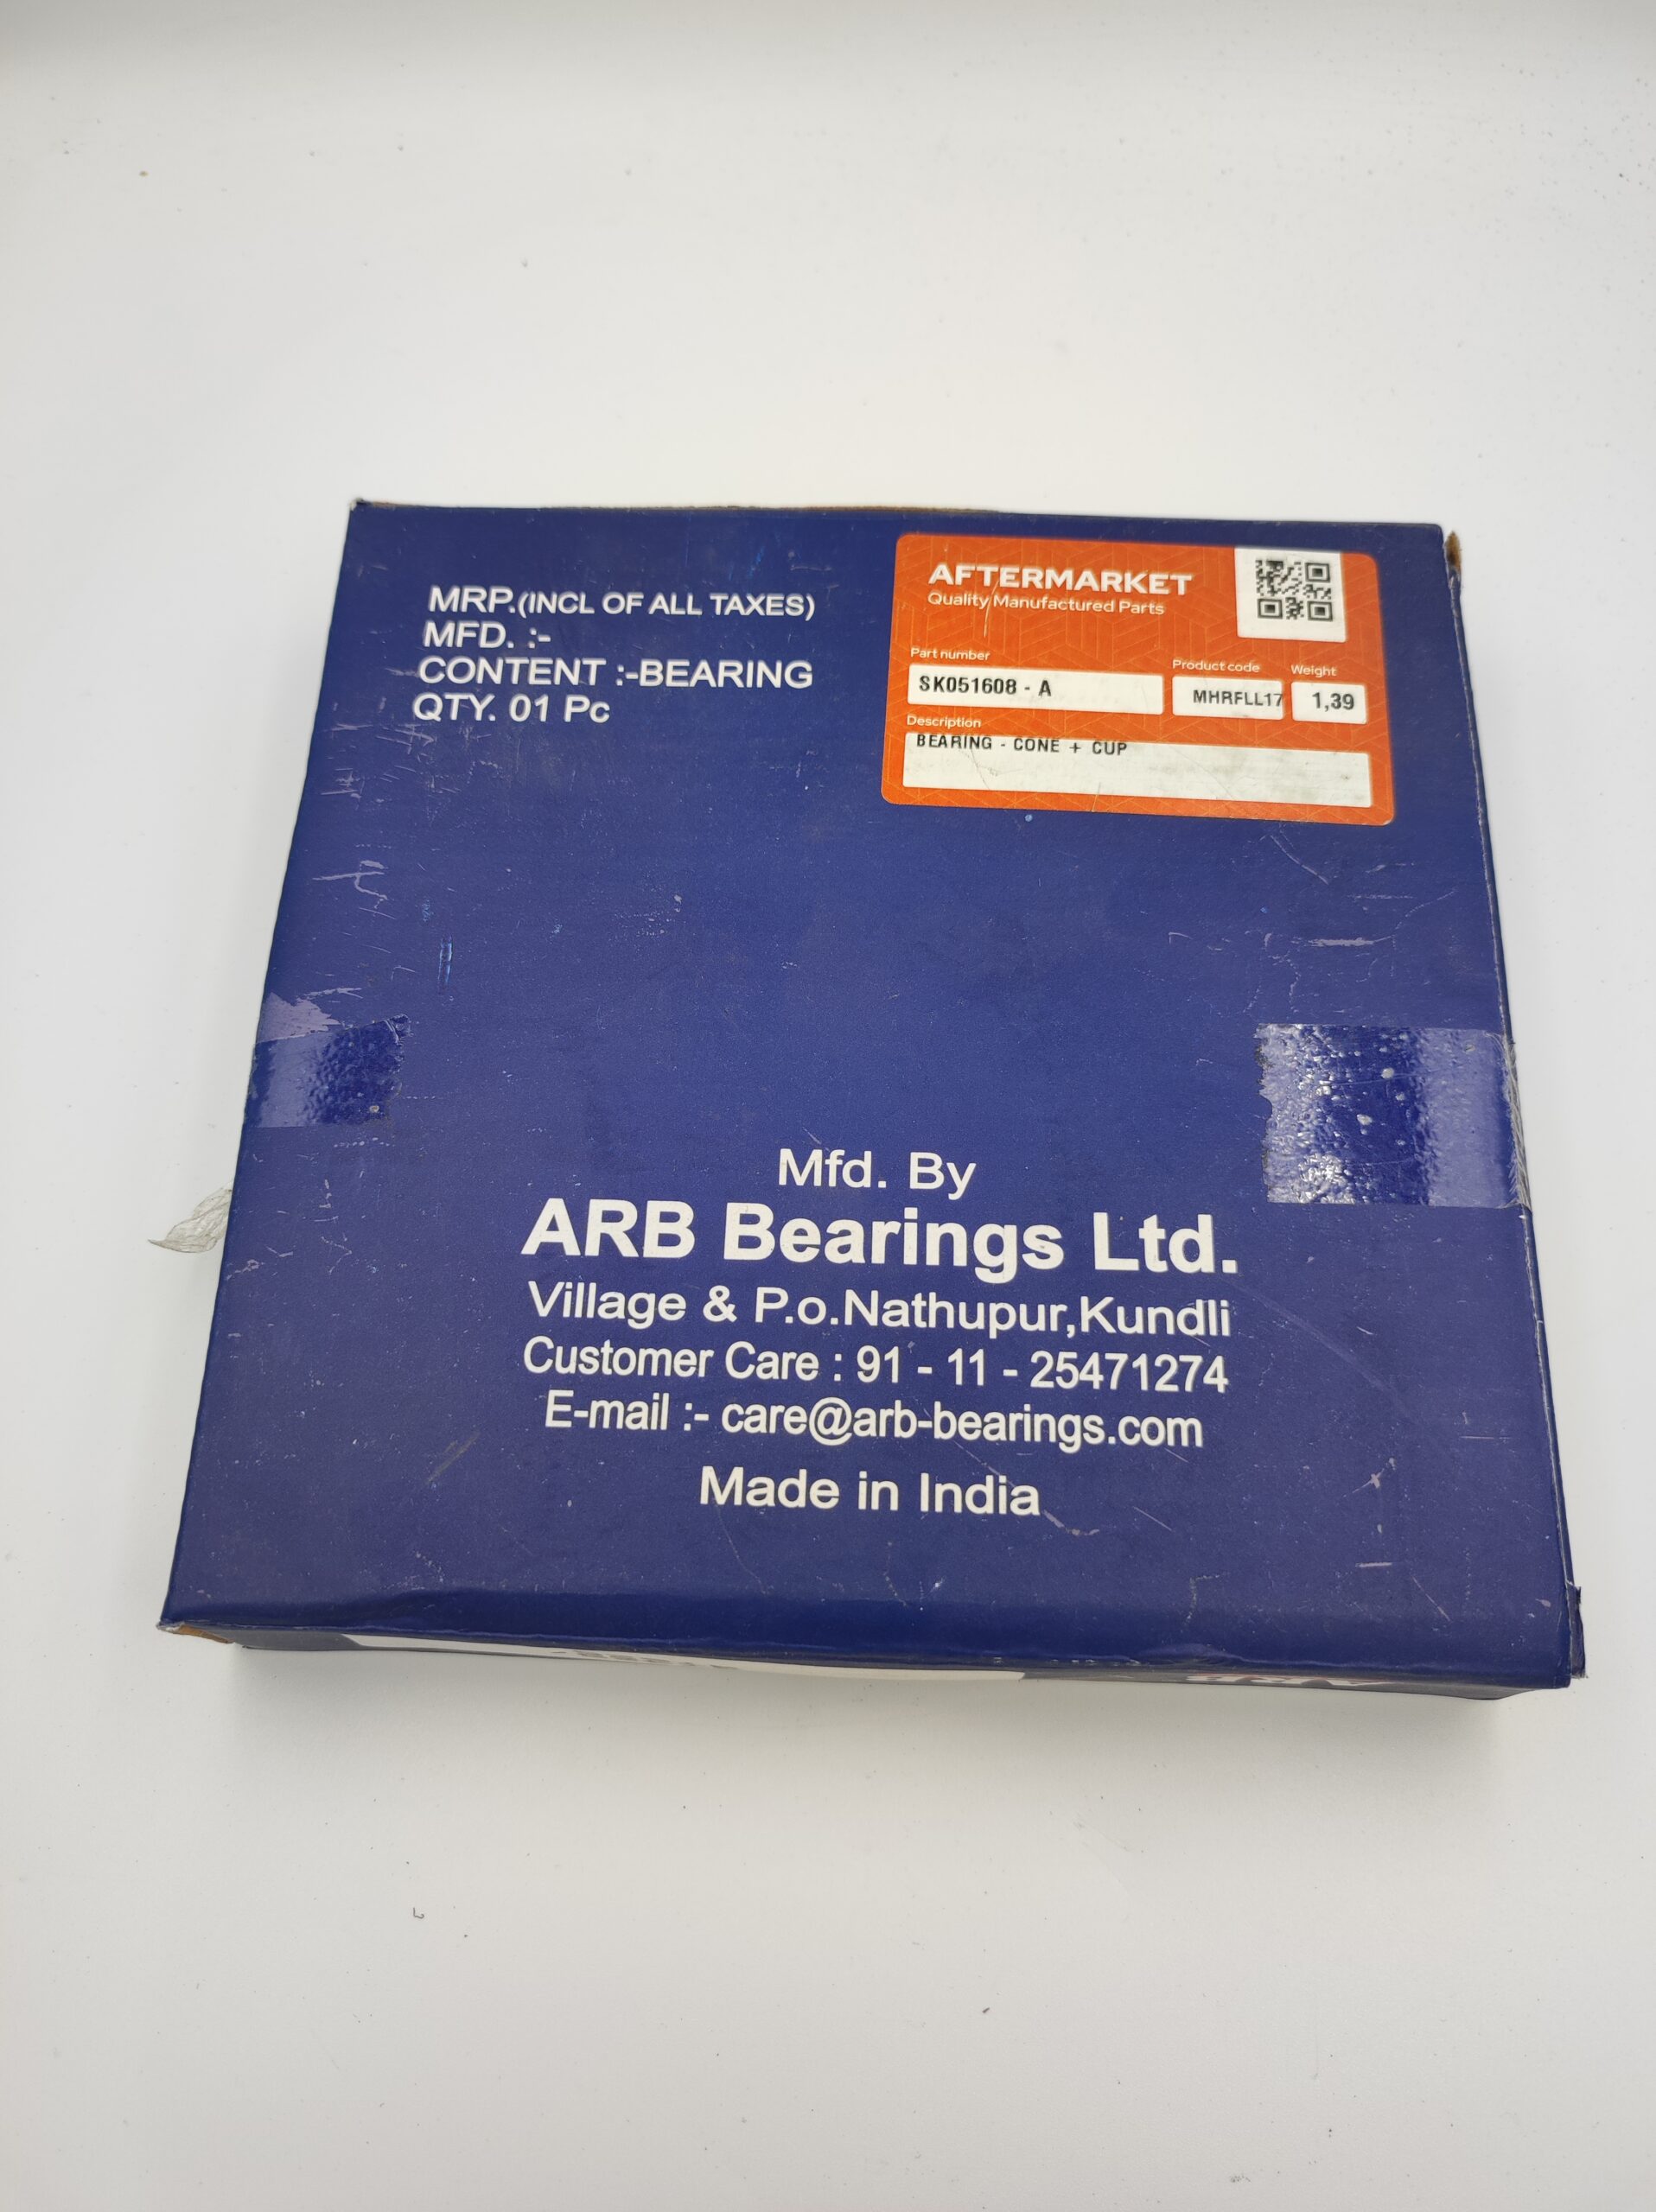 MRP.(INCL OF ALL TAXES)
MFD. :-
CONTENT :-BEARING
QTY. 01 Pc
AFTERMARKET
Quality Manufactured Parts
Part number
SK051608 - A
Product code
MHRFLL17
Weight
1,39
Description
BEARING - CONE + CUP
Mfd. By
ARB Bearings Ltd.
Village & P.o.Nathupur,Kundli
Customer Care : 91 - 11 - 25471274
E-mail :- care@arb-bearings.com
Made in India